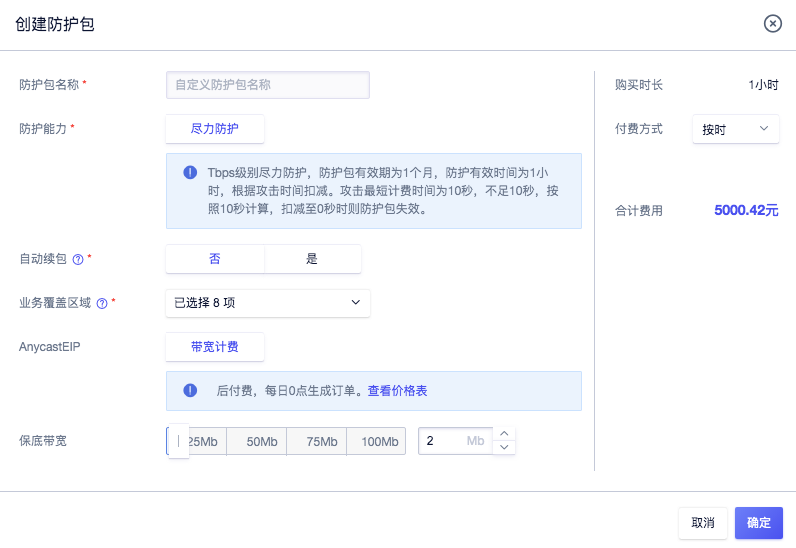 创建防护包
防护包名称 *
自定义防护包名称
防护能力 *
尽力防护
Tbps级别尽力防护，防护包有效期为1个月，防护有效时间为1小
时，根据攻击时间扣减。攻击最短计费时间为10秒，不足10秒，按
照10秒计算，扣减至0秒时则防护包失效。
自动续包 ? *
否 是
业务覆盖区域 ? *
已选择 8 项
AnycastEIP
带宽计费
后付费，每日0点生成订单。查看价格表
保底带宽
25Mb 50Mb 75Mb 100Mb
2 Mb
购买时长 1小时
付费方式 按时
合计费用 5000.42元
取消 确定